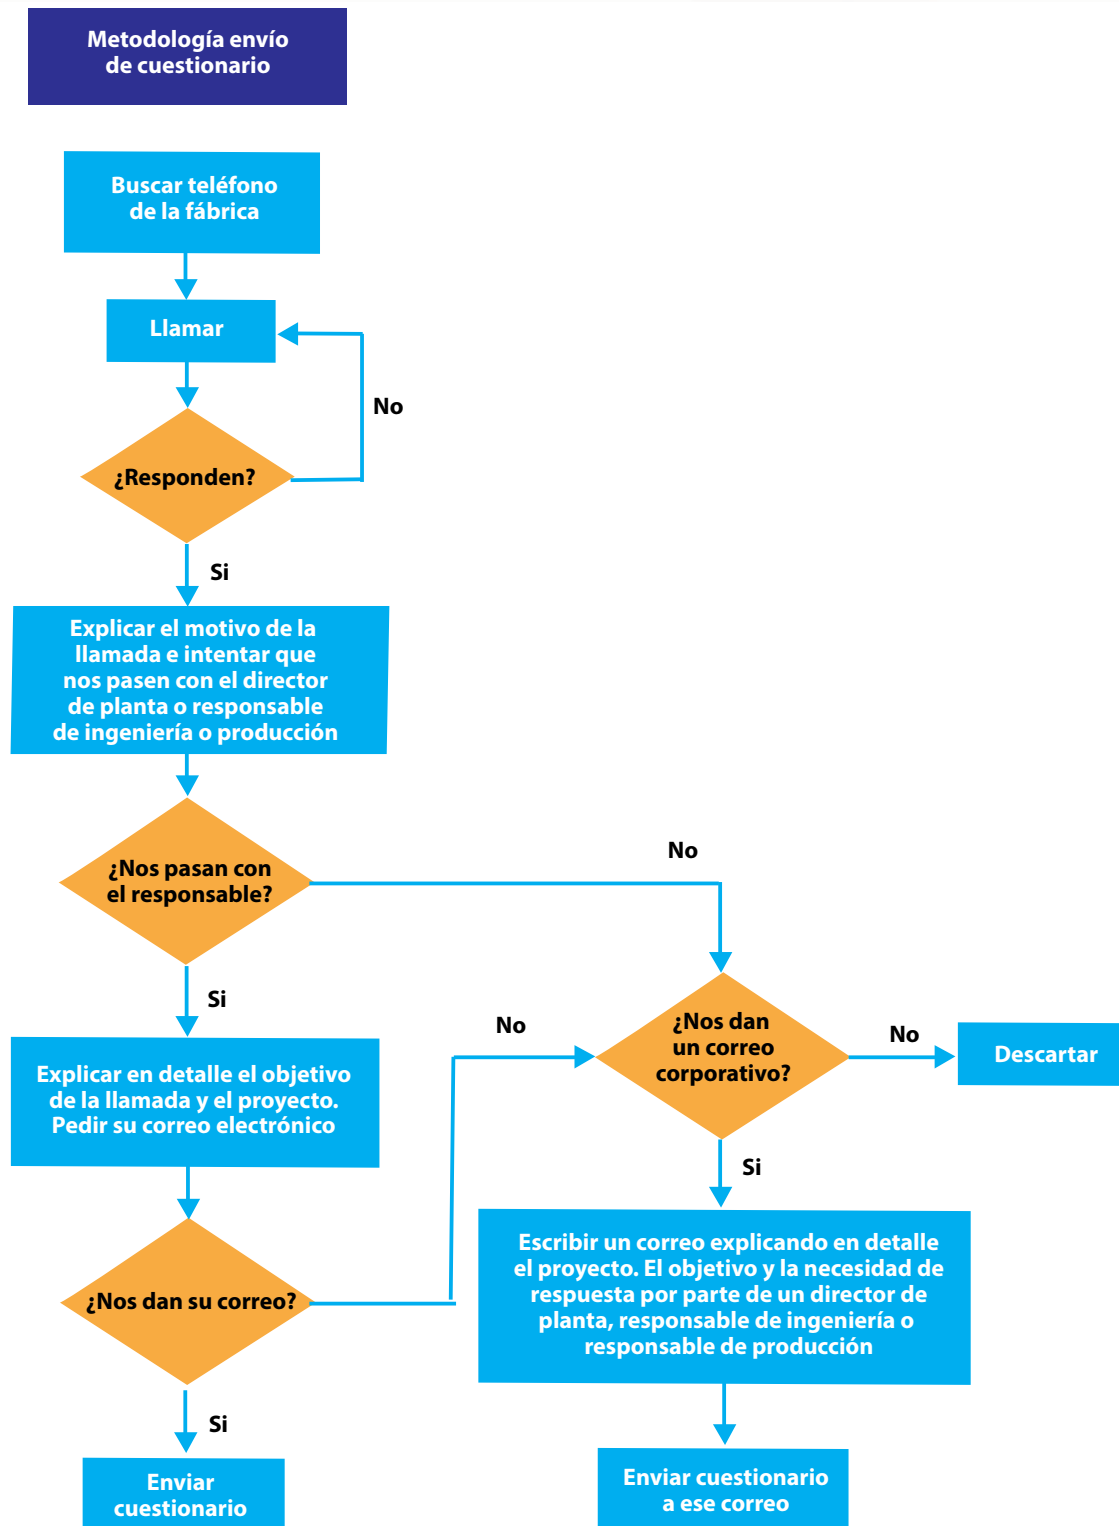 Metodología envío
de cuestionario
Buscar teléfono
de la fábrica
Llamar
No
¿Responden?
Si
Explicar el motivo de la
llamada e intentar que
nos pasen con el director
de planta o responsable
de ingeniería o producción
¿Nos pasan con
el responsable?
No
Si
Explicar en detalle el objetivo
de la llamada y el proyecto.
Pedir su correo electrónico
No
¿Nos dan
un correo
corporativo?
No
Descartar
Si
¿Nos dan su correo?
Escribir un correo explicando en detalle
el proyecto. El objetivo y la necesidad de
respuesta por parte de un director de
planta, responsable de ingeniería o
responsable de producción
Si
Enviar
cuestionario
Enviar cuestionario
a ese correo